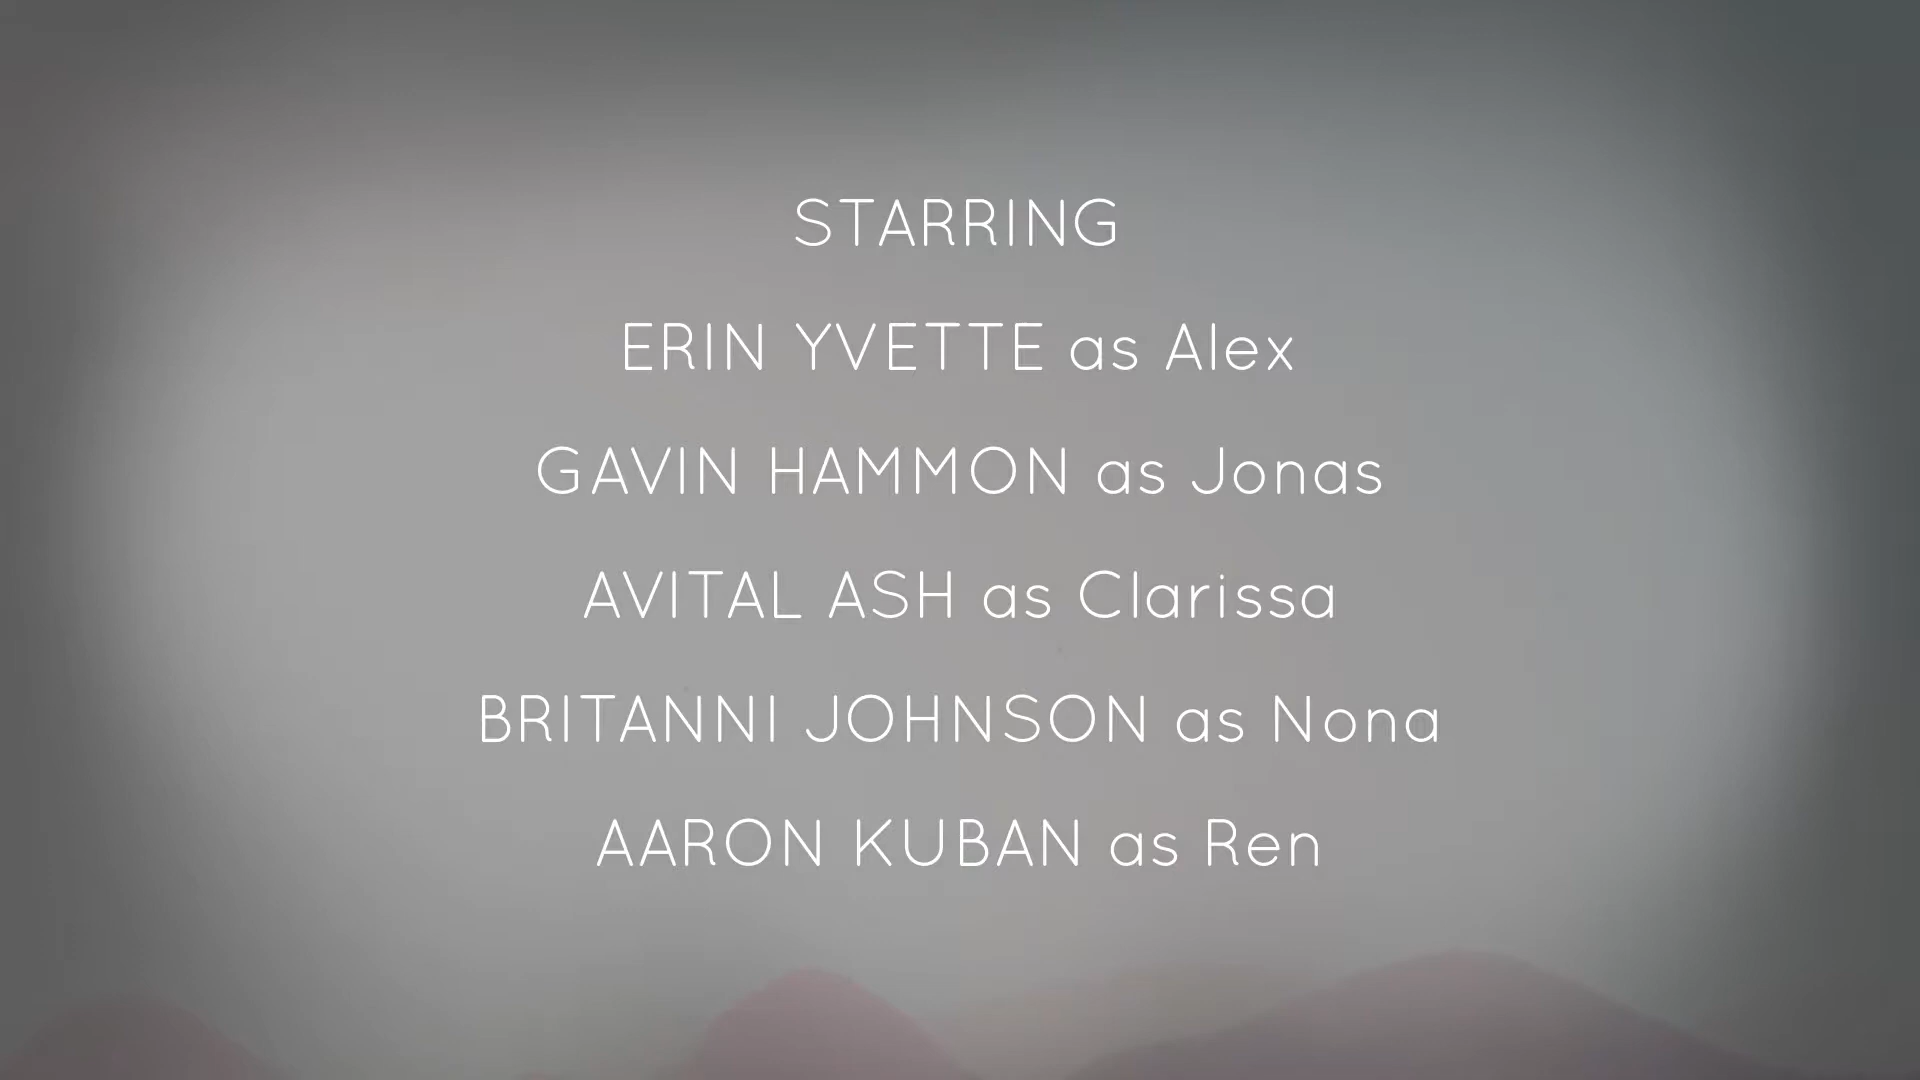 STARRING
ERIN YVETTE as Alex
GAVIN HAMMON as Jonas
AVITAL ASH as Clarissa
BRITANNI JOHNSON as Nona
AARON KUBAN as Ren